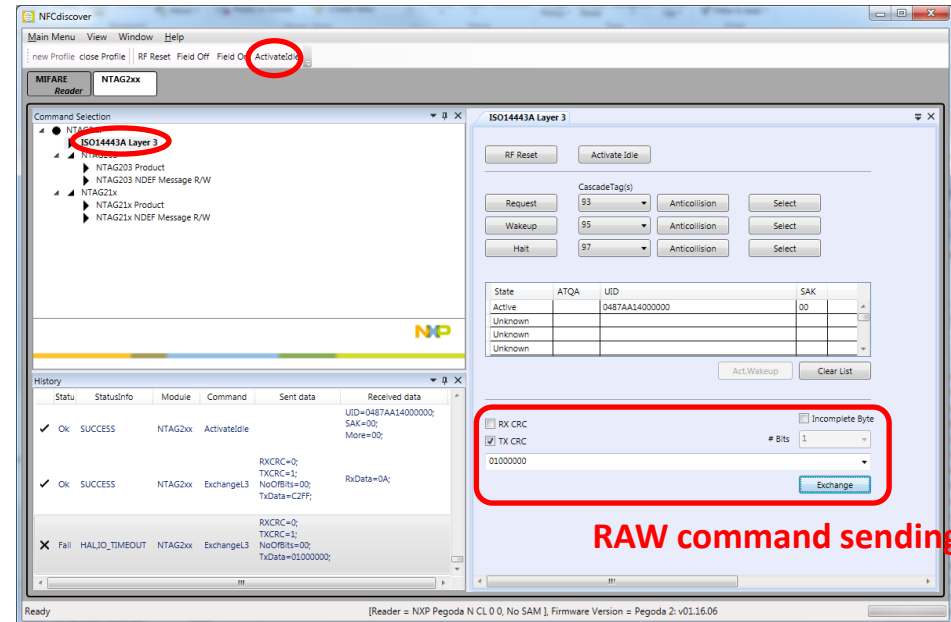 NFCdiscover
Main Menu View Window Help
new Profile close Profile RF Reset Field Off Field On ActivateIdle
MIFARE
Reader
NTAG2xx
Command Selection
ISO14443A Layer 3
NTAG203 Product
NTAG203 NDEF Message R/W
NTAG21x
NTAG21x Product
NTAG21x NDEF Message R/W
NXP
History
Statu StatusInfo Module Command Sent data Received data
Ok SUCCESS NTAG2xx ActivateIdle UID=0487AA14000000;
SAK=00;
More=00;
Ok SUCCESS NTAG2xx ExchangeL3 RXCRC=0;
TXCRC=1;
NoOfBits=00;
TxData=C2FF;
RxData=0A;
Fail HAL_IO_TIMEOUT NTAG2xx ExchangeL3 RXCRC=0;
TXCRC=1;
NoOfBits=00;
TxData=01000000;
ISO14443A Layer 3
RF Reset Activate Idle
CascadeTag(s)
Request 93 Anticollision Select
Wakeup 95 Anticollision Select
Halt 97 Anticollision Select
State ATQA UID SAK
Active 0487AA14000000 00
Unknown
Unknown
Unknown
Act.Wakeup Clear List
RX CRC Incomplete Byte
TX CRC # Bits 1
01000000
Exchange
RAW command sending
Ready [Reader = NXP Pegoda N CL 0 0, No SAM ], Firmware Version = Pegoda 2: v01.16.06